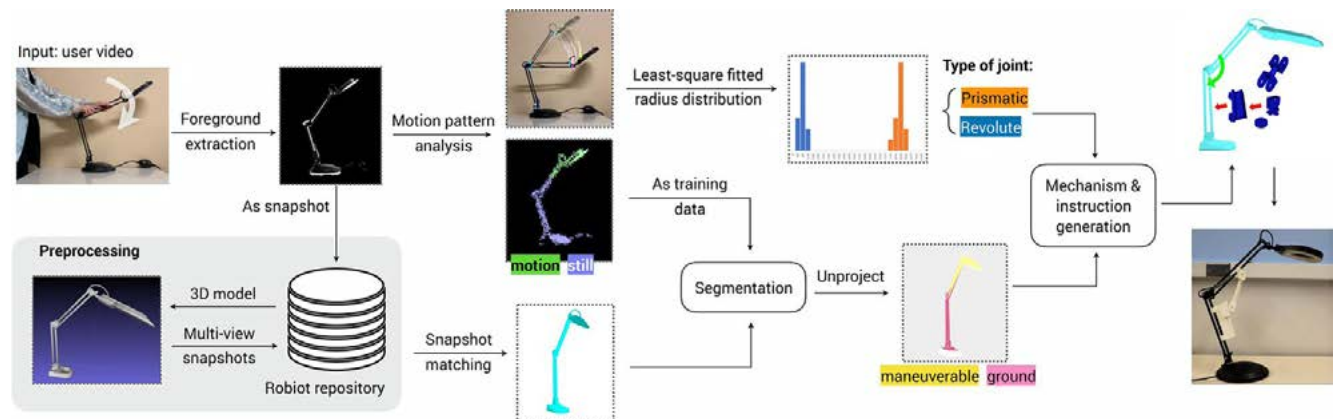 Input: user video
Foreground
extraction
Motion pattern
analysis
Least-square fitted
radius distribution
Type of joint:
Prismatic
Revolute
As snapshot
As training
data
Mechanism &
instruction
generation
Preprocessing
motion still
3D model
Multi-view
snapshots
Segmentation
Unproject
Snapshot
matching
Robiot repository
maneuverable ground